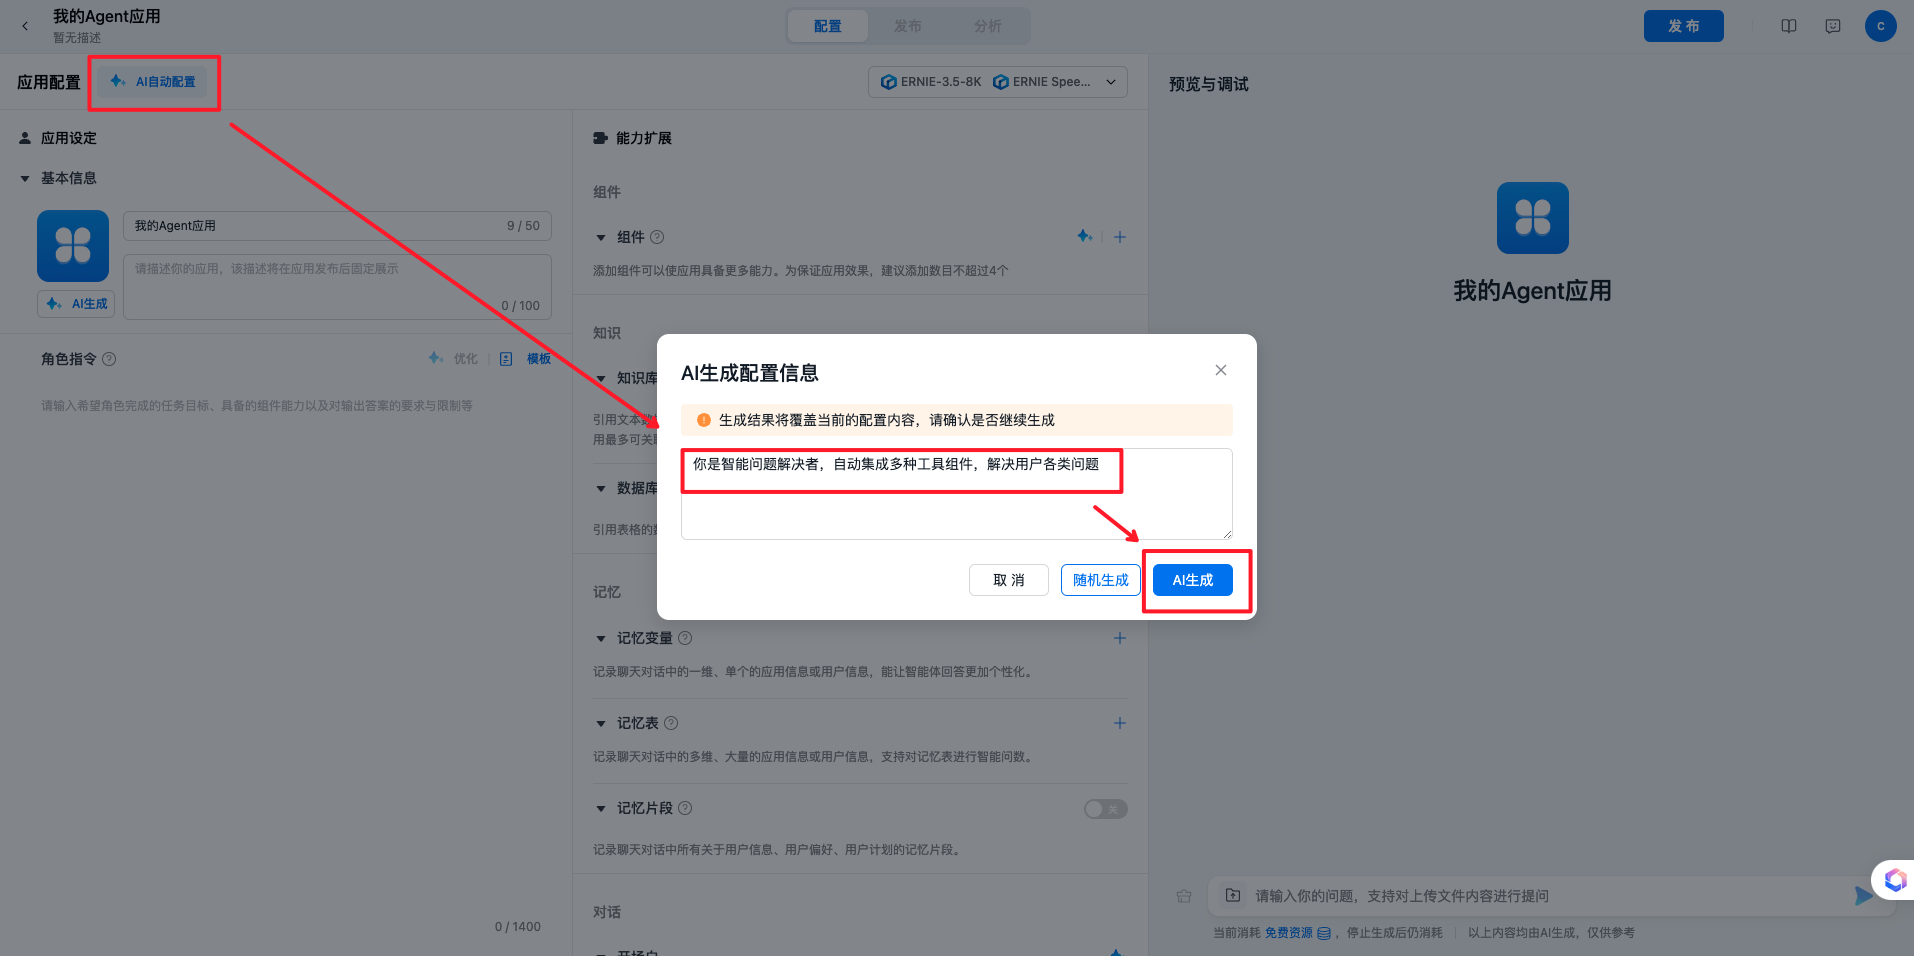 我的Agent应用
暂无描述
配置
发布
分析
发 布
C
应用配置
AI自动配置
ERNIE-3.5-8K
ERNIE Spee...
预览与调试
应用设定
基本信息
我的Agent应用
9 / 50
请描述你的应用，该描述将在应用发布后固定展示
0 / 100
AI生成
角色指令
优化
模板
请输入希望角色完成的任务目标、具备的组件能力以及对输出答案的要求与限制等
0 / 1400
能力扩展
组件
组件
添加组件可以使应用具备更多能力。为保证应用效果，建议添加数目不超过4个
知识
知识库
引用文本数
用最多可关
数据库
引用表格的
记忆
记忆变量
记录聊天对话中的一维、单个的应用信息或用户信息，能让智能体回答更加个性化。
记忆表
记录聊天对话中的多维、大量的应用信息或用户信息，支持对记忆表进行智能问数。
记忆片段
关
记录聊天对话中所有关于用户信息、用户偏好、用户计划的记忆片段。
对话
开场白
AI生成配置信息
生成结果将覆盖当前的配置内容，请确认是否继续生成
你是智能问题解决者，自动集成多种工具组件，解决用户各类问题
取 消
随机生成
AI生成
我的Agent应用
请输入你的问题，支持对上传文件内容进行提问
当前消耗 免费资源 ，停止生成后仍消耗
以上内容均由AI生成，仅供参考